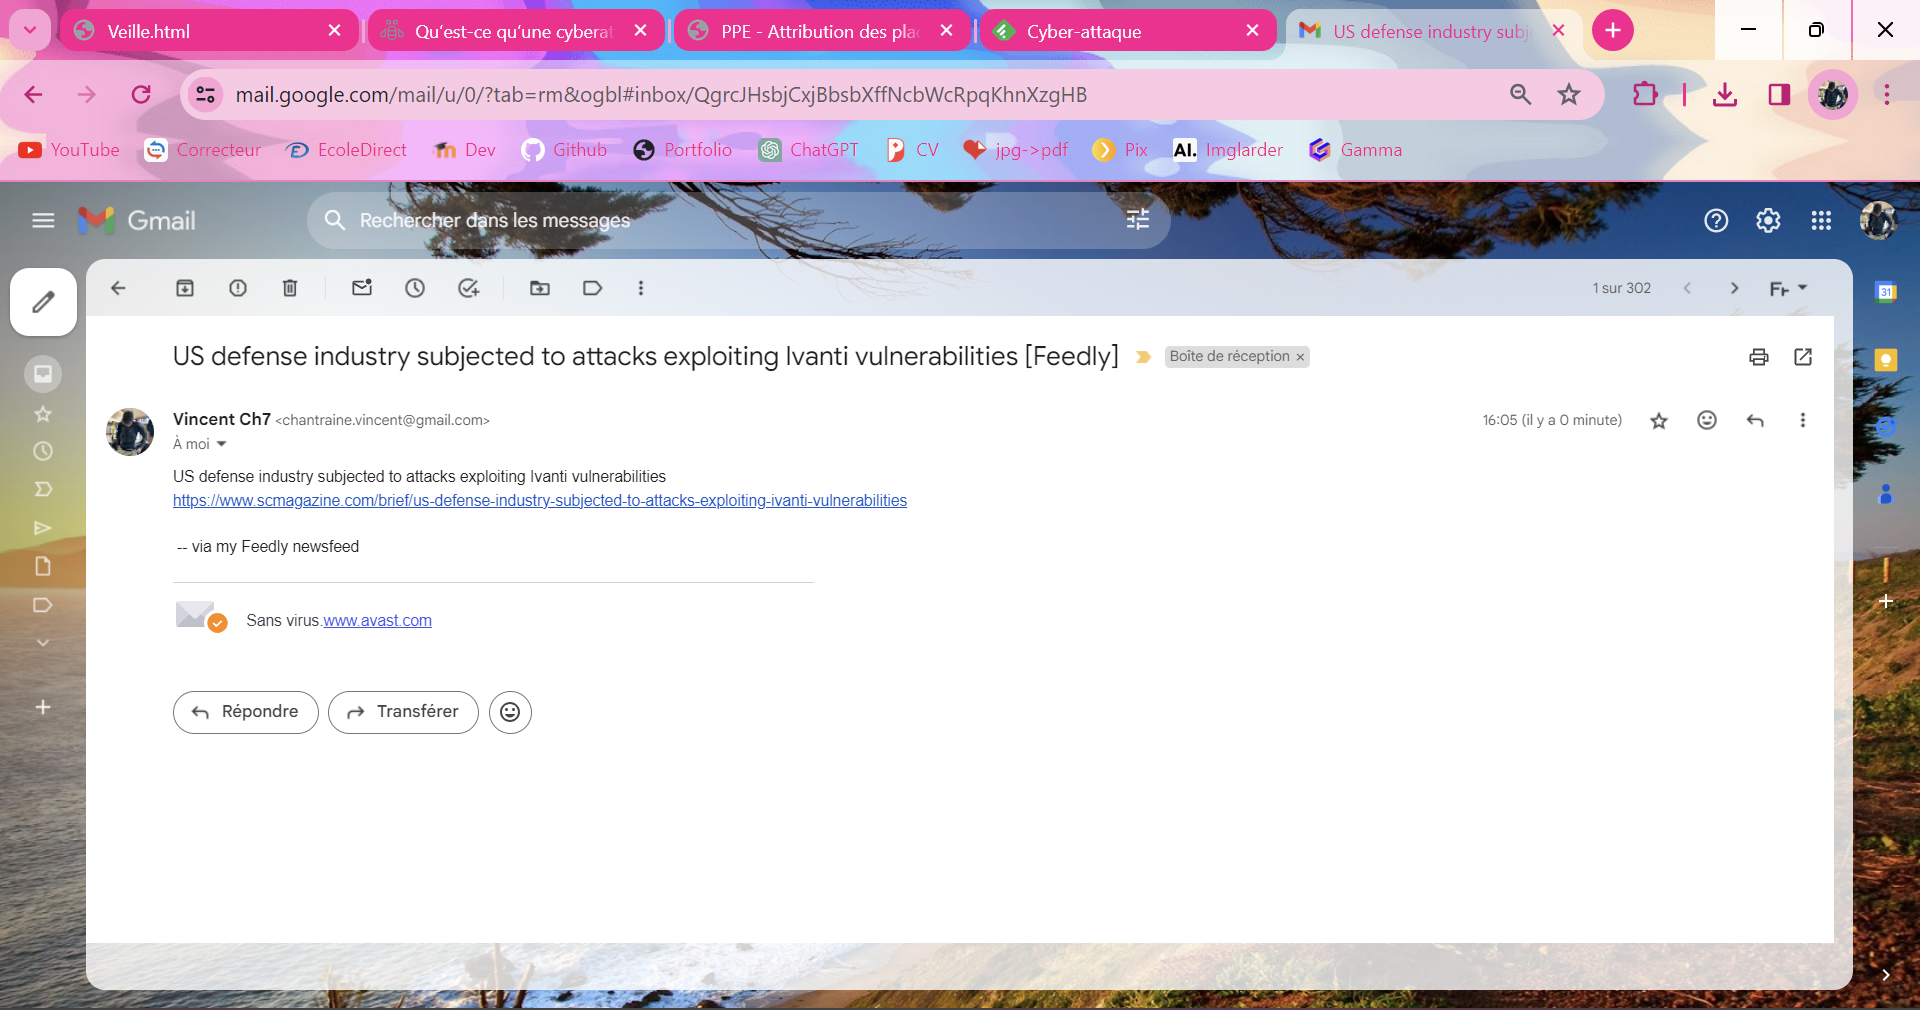 Veille.html
Qu'est-ce qu'une cyberat
PPE - Attribution des pla
Cyber-attaque
US defense industry subj
mail.google.com/mail/u/0/?tab=rm&ogbl#inbox/QgrcJHsbjCxjBbsbXffNcbWcRpqKhnXzgHB
YouTube
Correcteur
EcoleDirect
Dev
Github
Portfolio
ChatGPT
CV
jpg->pdf
Pix
AI.
Imglarder
Gamma
Gmail
Rechercher dans les messages
1 sur 302
31
US defense industry subjected to attacks exploiting Ivanti vulnerabilities [Feedly]
Boîte de réception ×
Vincent Ch7 <chantraine.vincent@gmail.com>
16:05 (il y a 0 minute)
À moi
US defense industry subjected to attacks exploiting Ivanti vulnerabilities
https://www.scmagazine.com/brief/us-defense-industry-subjected-to-attacks-exploiting-ivanti-vulnerabilities
-- via my Feedly newsfeed
Sans virus.www.avast.com
Répondre
Transférer